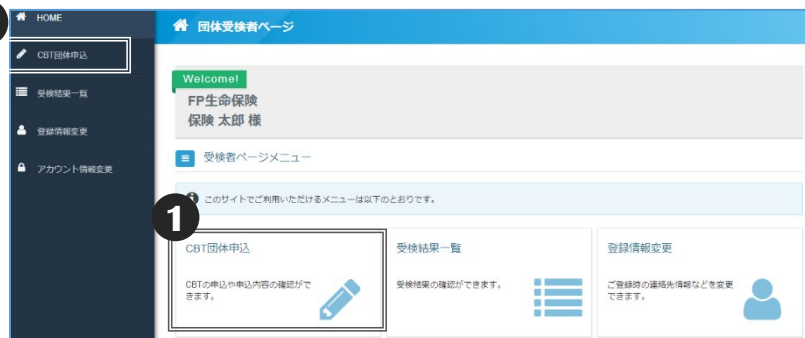 HOME
CBT団体申込
受検結果一覧
登録情報変更
アカウント情報変更
団体受検者ページ
Welcome!
FP生命保険
保険 太郎 様
受検者ページメニュー
このサイトでご利用いただけるメニューは以下のとおりです。
1
CBT団体申込
CBTの申込や申込内容の確認がで
きます。
受検結果一覧
受検結果の確認ができます。
登録情報変更
ご登録時の連絡先情報などを変更
できます。